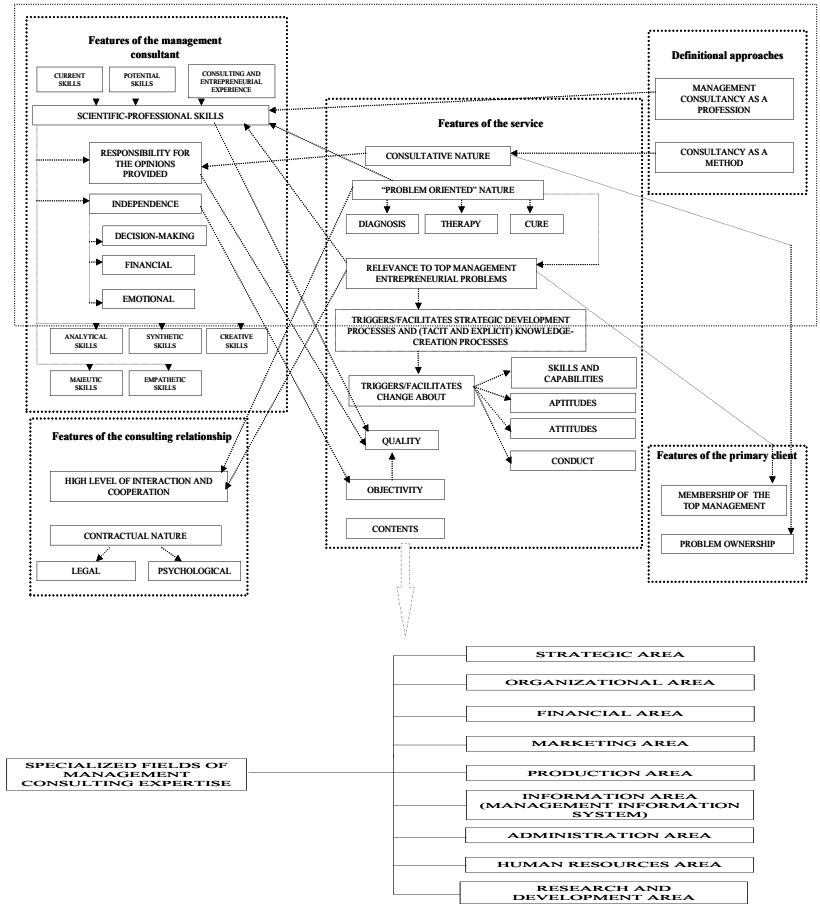 Features of the management
consultant
CURRENT
SKILLS
POTENTIAL
SKILLS
CONSULTING AND
ENTREPRENEURIAL
EXPERIENCE
SCIENTIFIC-PROFESSIONAL SKILLS
RESPONSIBILITY FOR
THE OPINIONS
PROVIDED
INDEPENDENCE
DECISION-MAKING
FINANCIAL
EMOTIONAL
ANALYTICAL
SKILLS
SYNTHETIC
SKILLS
CREATIVE
SKILLS
MAIEUTIC
SKILLS
EMPATHETIC
SKILLS
Features of the consulting relationship
HIGH LEVEL OF INTERACTION AND
COOPERATION
CONTRACTUAL NATURE
LEGAL
PSYCHOLOGICAL
Features of the service
CONSULTATIVE NATURE
“PROBLEM ORIENTED” NATURE
DIAGNOSIS
THERAPY
CURE
RELEVANCE TO TOP MANAGEMENT
ENTREPRENEURIAL PROBLEMS
TRIGGERS/FACILITATES STRATEGIC DEVELOPMENT
PROCESSES AND (TACIT AND EXPLICIT) KNOWLEDGE-
CREATION PROCESSES
TRIGGERS/FACILITATES
CHANGE ABOUT
SKILLS AND
CAPABILITIES
APTITUDES
ATTITUDES
CONDUCT
QUALITY
OBJECTIVITY
CONTENTS
Definitional approaches
MANAGEMENT
CONSULTANCY AS A
PROFESSION
CONSULTANCY AS A
METHOD
Features of the primary client
MEMBERSHIP OF THE
TOP MANAGEMENT
PROBLEM OWNERSHIP
SPECIALIZED FIELDS OF
MANAGEMENT
CONSULTING EXPERTISE
STRATEGIC AREA
ORGANIZATIONAL AREA
FINANCIAL AREA
MARKETING AREA
PRODUCTION AREA
INFORMATION AREA
(MANAGEMENT INFORMATION
SYSTEM)
ADMINISTRATION AREA
HUMAN RESOURCES AREA
RESEARCH AND
DEVELOPMENT AREA